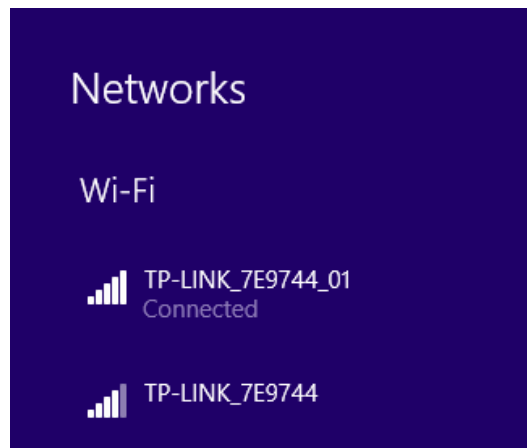 Networks
Wi-Fi
TP-LINK_7E9744_01
Connected
TP-LINK_7E9744